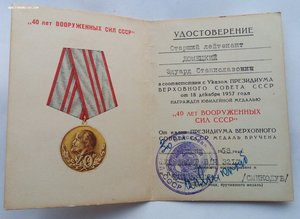 "40 ЛЕТ ВООРУЖЕННЫХ СИЛ СССР"
УДОСТОВЕРЕНИЕ
Старший лейтенант
ДОНЕЦКИЙ
Эдуард Станиславович
в соответствии с Указом ПРЕЗИДИУМА
ВЕРХОВНОГО СОВЕТА СССР
от 18 декабря 1957 года
НАГРАЖДЕН ЮБИЛЕЙНОЙ МЕДАЛЬЮ
"40 ЛЕТ ВООРУЖЕННЫХ
СИЛ СССР"
От имени ПРЕЗИДИУМА ВЕРХОВНОГО
СОВЕТА СССР МЕДАЛЬ ВРУЧЕНА